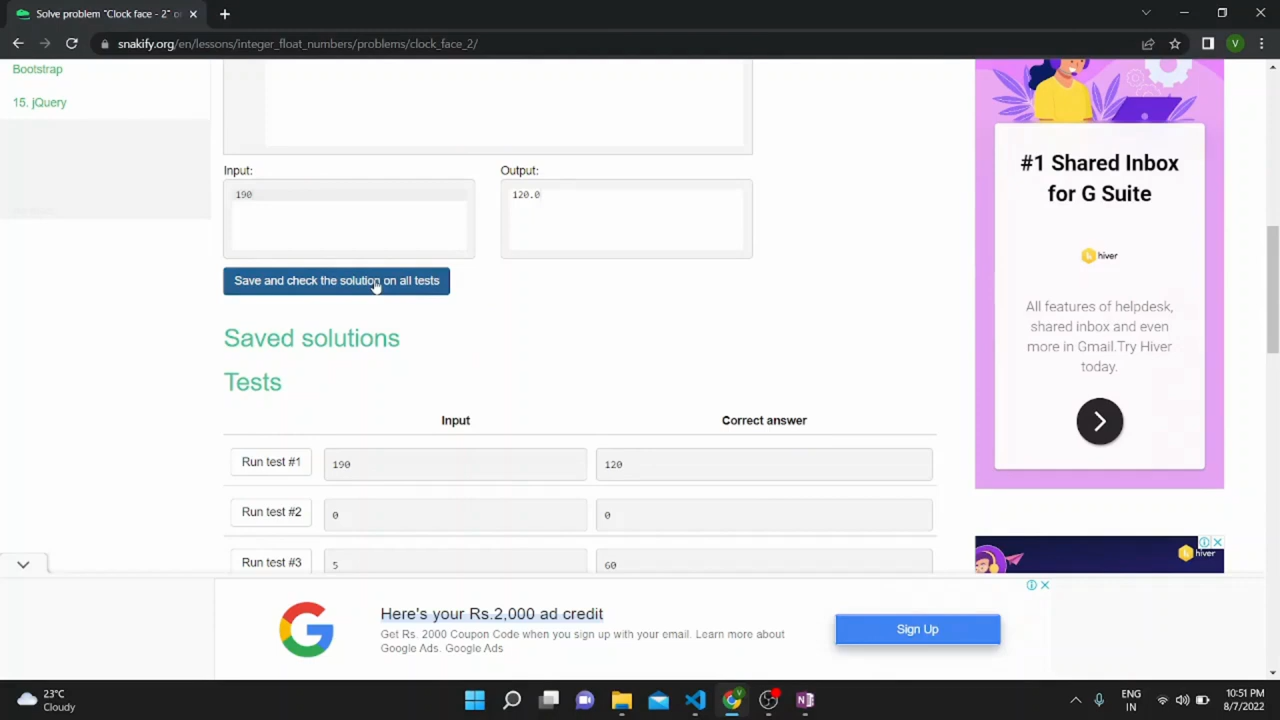 Solve problem "Clock face - 2" o
snakify.org/en/lessons/integer_float_numbers/problems/clock_face_2/
V
Bootstrap
15. jQuery
Input:
Output:
190
120.0
Save and check the solution on all tests
Saved solutions
Tests
Input
Correct answer
Run test #1
190
120
Run test #2
0
0
Run test #3
5
60
#1 Shared Inbox
for G Suite
hiver
All features of helpdesk,
shared inbox and even
more in Gmail.Try Hiver
today.
hiver
Here's your Rs.2,000 ad credit
Get Rs. 2000 Coupon Code when you sign up with your email. Learn more about
Google Ads. Google Ads
Sign Up
23°C
Cloudy
ENG
IN
10:51 PM
8/7/2022